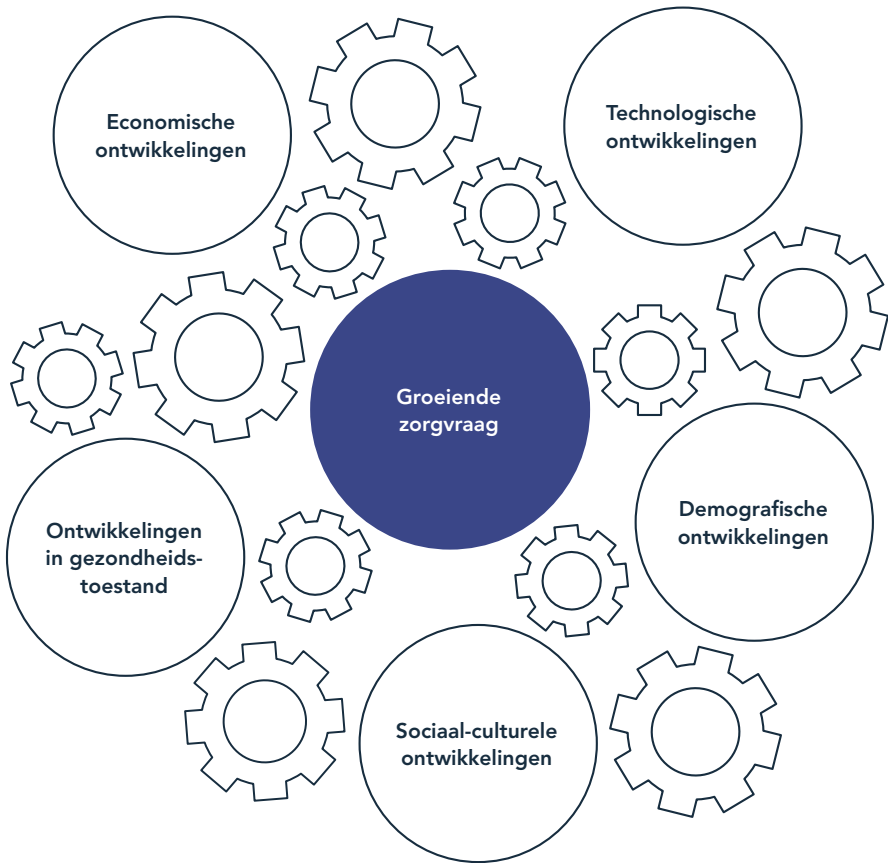 Economische
ontwikkelingen
Technologische
ontwikkelingen
Groeiende
zorgvraag
Ontwikkelingen
in gezondheids-
toestand
Demografische
ontwikkelingen
Sociaal-culturele
ontwikkelingen